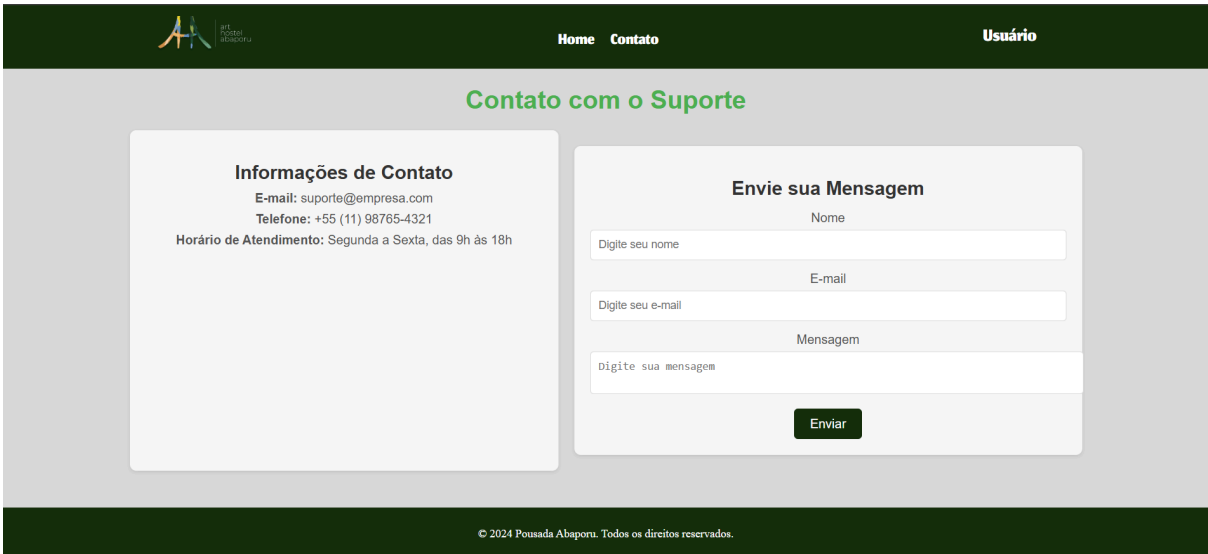 art
hostel
abaporu
Home Contato
Usuário
Contato com o Suporte
Informações de Contato
E-mail: suporte@empresa.com
Telefone: +55 (11) 98765-4321
Horário de Atendimento: Segunda a Sexta, das 9h às 18h
Envie sua Mensagem
Nome
Digite seu nome
E-mail
Digite seu e-mail
Mensagem
Digite sua mensagem
Enviar
© 2024 Pousada Abaporu. Todos os direitos reservados.